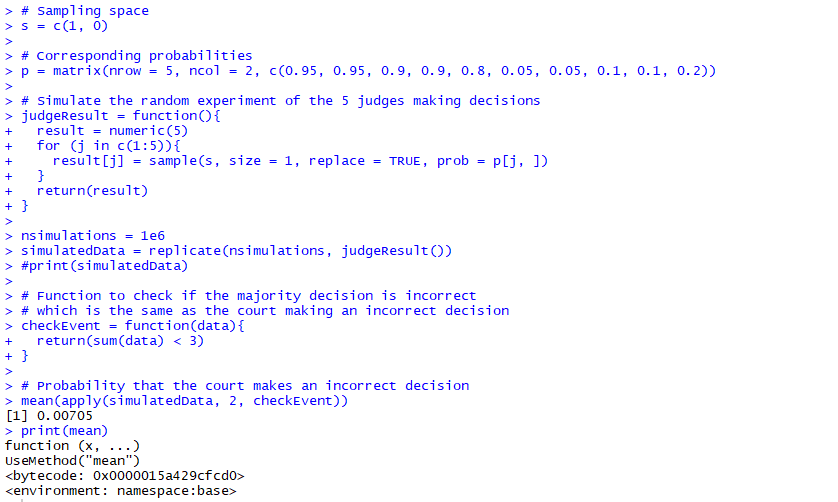 > # Sampling space
> s = c(1, 0)
>
> # Corresponding probabilities
> p = matrix(nrow = 5, ncol = 2, c(0.95, 0.95, 0.9, 0.9, 0.8, 0.05, 0.05, 0.1, 0.1, 0.2))
>
> # Simulate the random experiment of the 5 judges making decisions
> judgeResult = function(){
+   result = numeric(5)
+   for (j in c(1:5)){
+     result[j] = sample(s, size = 1, replace = TRUE, prob = p[j, ])
+   }
+   return(result)
+ }
>
> nsimulations = 1e6
> simulatedData = replicate(nsimulations, judgeResult())
> #print(simulatedData)
>
> # Function to check if the majority decision is incorrect
> # which is the same as the court making an incorrect decision
> checkEvent = function(data){
+   return(sum(data) < 3)
+ }
>
> # Probability that the court makes an incorrect decision
> mean(apply(simulatedData, 2, checkEvent))
[1] 0.00705
> print(mean)
function (x, ...)
UseMethod("mean")
<bytecode: 0x0000015a429cfcd0>
<environment: namespace:base>